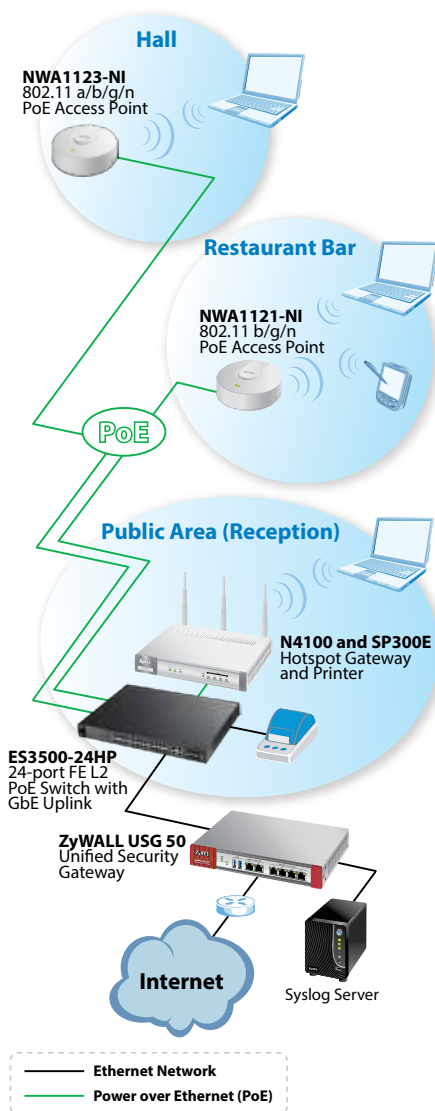 Hall
NWA1123-NI
802.11 a/b/g/n
PoE Access Point
Restaurant Bar
NWA1121-NI
802.11 b/g/n
PoE Access Point
PoE
Public Area (Reception)
N4100 and SP300E
Hotspot Gateway
and Printer
ES3500-24HP
24-port FE L2
PoE Switch with
GbE Uplink
ZyWALL USG 50
Unified Security
Gateway
Internet
Syslog Server
Ethernet Network
Power over Ethernet (PoE)